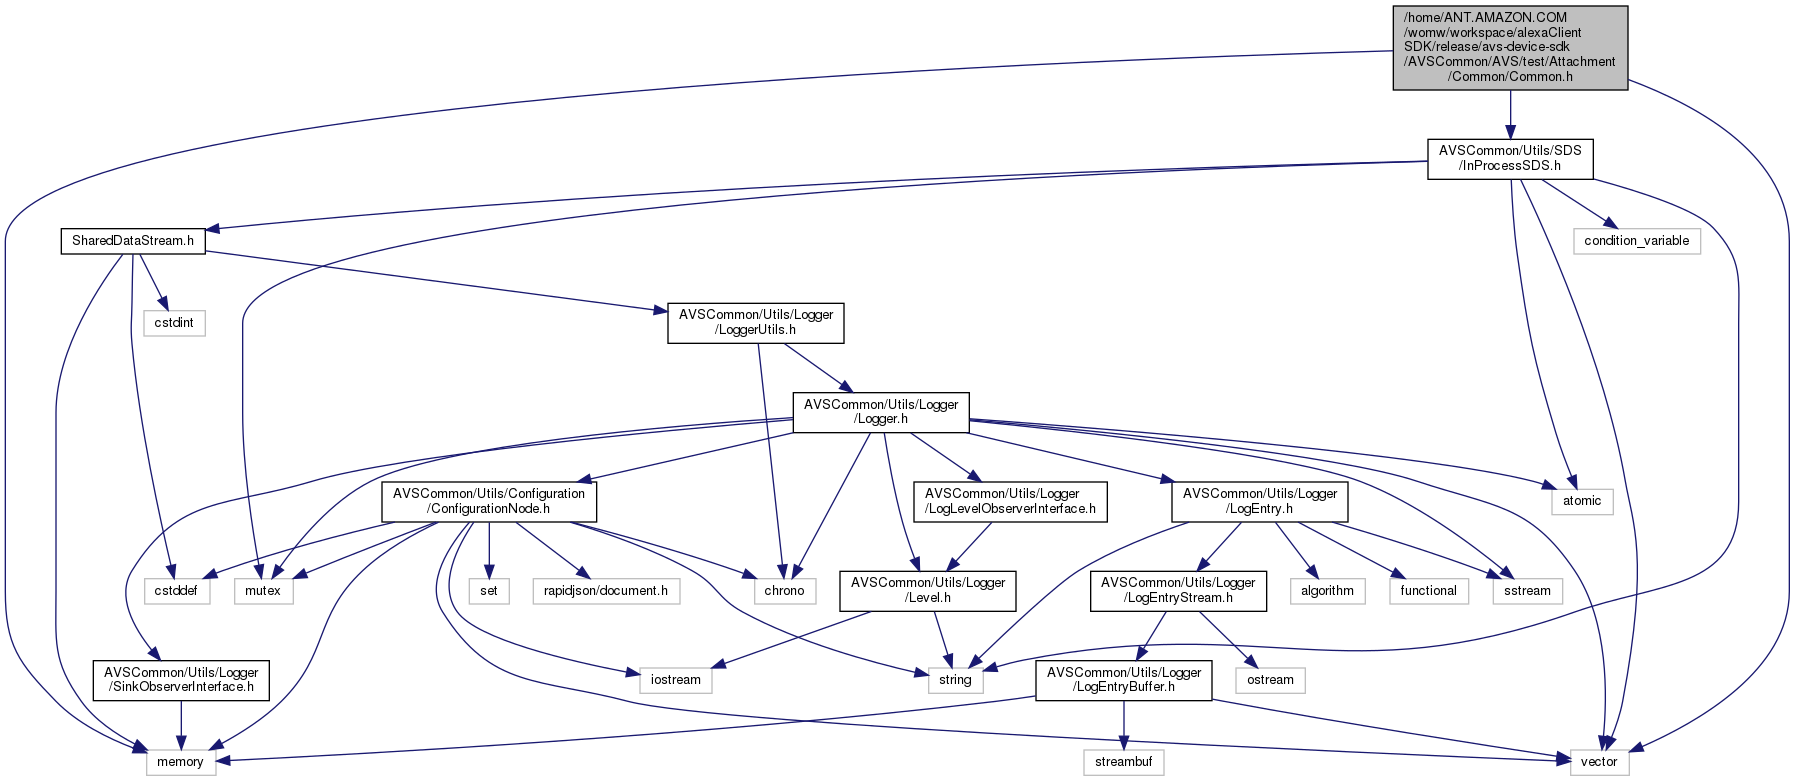 /home/ANT.AMAZON.COM
/womw/workspace/alexaClient
SDK/release/avs-device-sdk
/AVSCommon/AVS/test/Attachment
/Common/Common.h
AVSCommon/Utils/SDS
/InProcessSDS.h
SharedDataStream.h
condition_variable
cstdint
AVSCommon/Utils/Logger
/LoggerUtils.h
AVSCommon/Utils/Logger
/Logger.h
AVSCommon/Utils/Configuration
/ConfigurationNode.h
AVSCommon/Utils/Logger
/LogLevelObserverInterface.h
AVSCommon/Utils/Logger
/LogEntry.h
atomic
cstddef
mutex
set
rapidjson/document.h
chrono
AVSCommon/Utils/Logger
/Level.h
AVSCommon/Utils/Logger
/LogEntryStream.h
algorithm
functional
sstream
AVSCommon/Utils/Logger
/SinkObserverInterface.h
iostream
string
AVSCommon/Utils/Logger
/LogEntryBuffer.h
ostream
memory
streambuf
vector